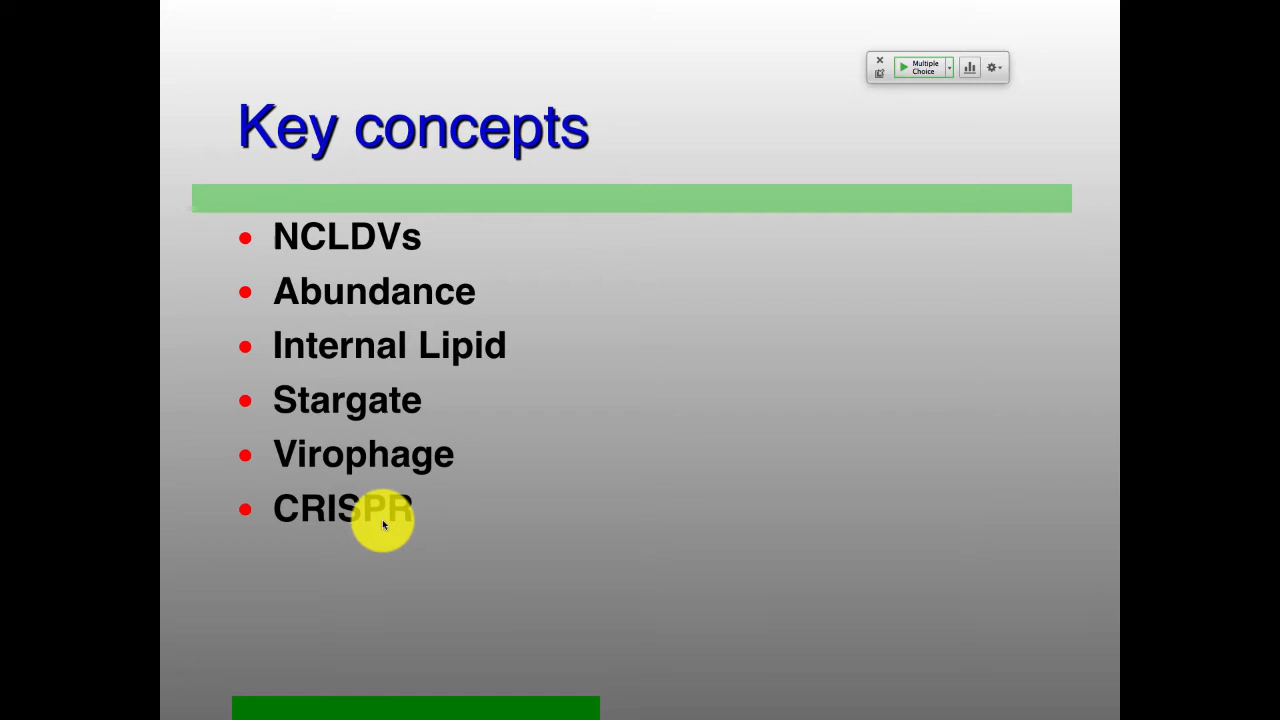 Multiple
Choice
Key concepts
NCLDVs
Abundance
Internal Lipid
Stargate
Virophage
CRISPR